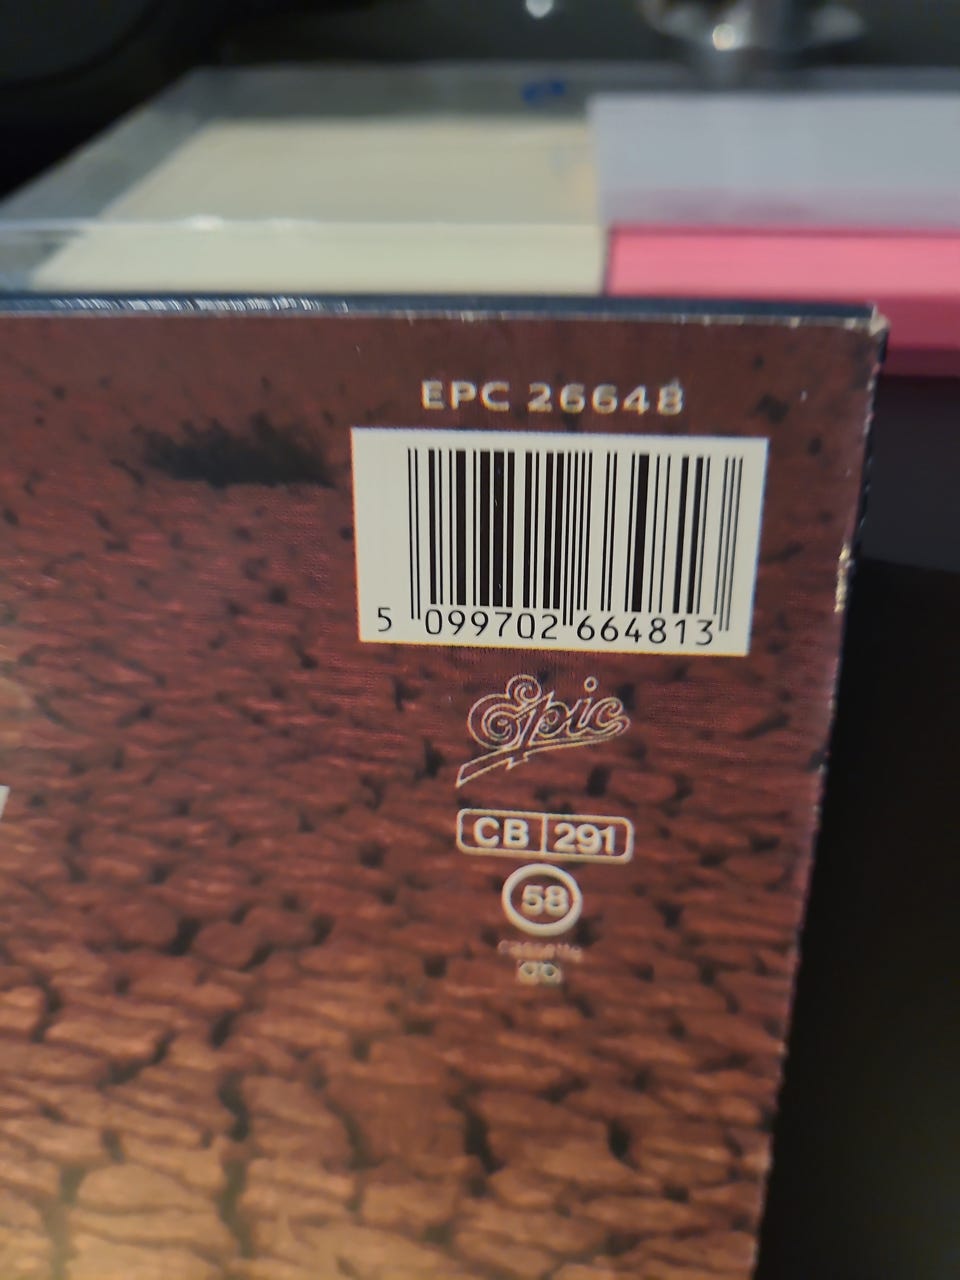 EPC 26648
5 099702 664813
Epic
CB 291
58
cassette